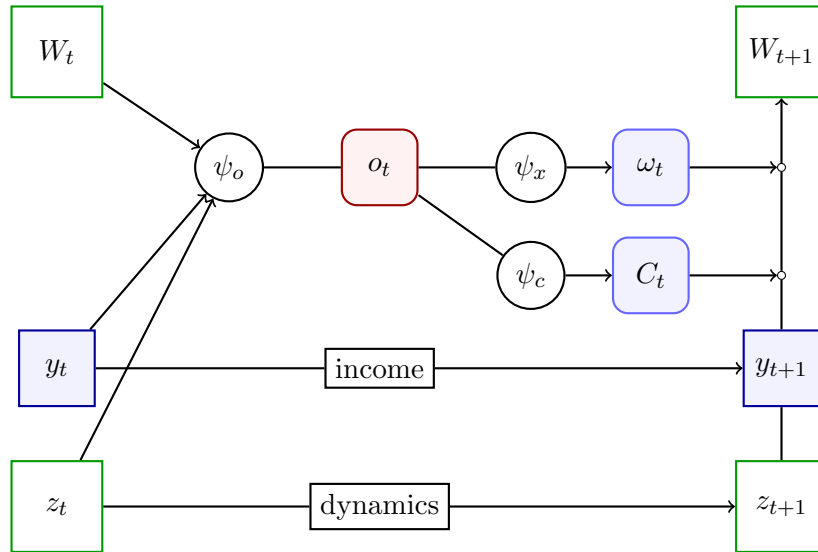 W_t
W_{t+1}
ψ_o
o_t
ψ_x
ω_t
ψ_c
C_t
y_t
income
y_{t+1}
z_t
dynamics
z_{t+1}